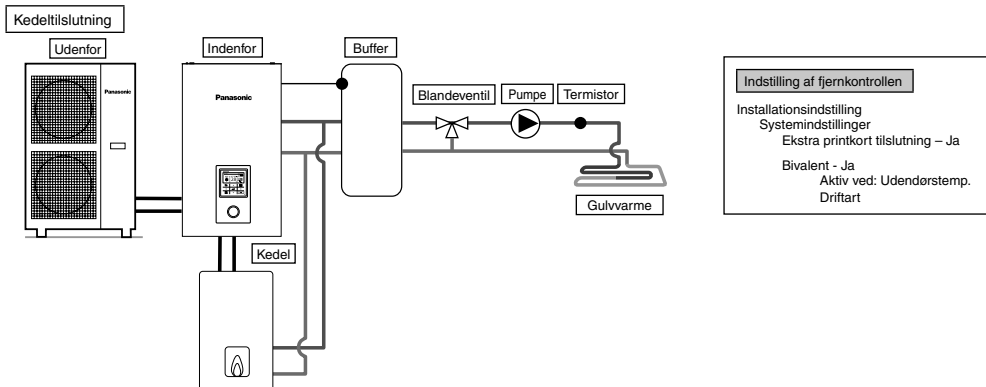 Kedeltilslutning
Udenfor
Indenfor
Buffer
Panasonic
Panasonic
Blandeventil
Pumpe
Termistor
Gulvvarme
Kedel
Indstilling af fjernkontrollen
Installationsindstilling
Systemindstillinger
Ekstra printkort tilslutning – Ja
Bivalent - Ja
Aktiv ved: Udendørstemp.
Driftart